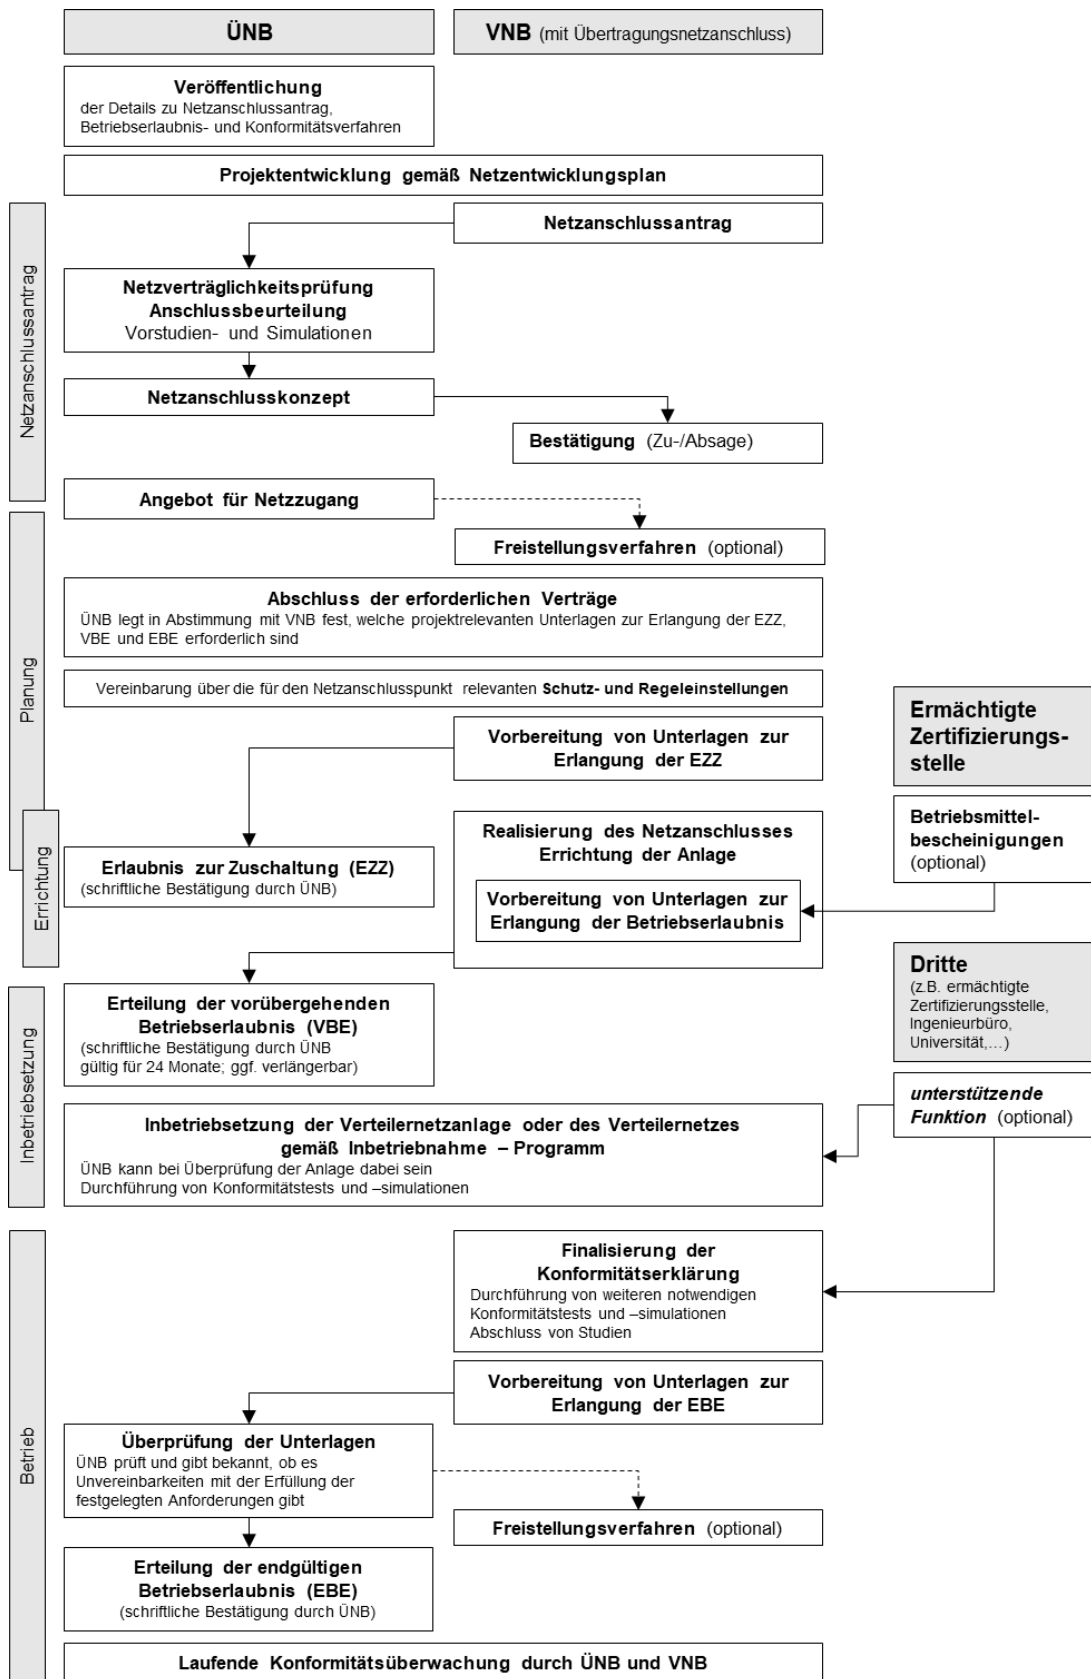 ÜNB
VNB (mit Übertragungsnetzanschluss)
Veröffentlichung
der Details zu Netzanschlussantrag,
Betriebserlaubnis- und Konformitätsverfahren
Projektentwicklung gemäß Netzentwicklungsplan
Netzanschlussantrag
Netzanschlussantrag
Netzverträglichkeitsprüfung
Anschlussbeurteilung
Vorstudien- und Simulationen
Netzanschlusskonzept
Bestätigung (Zu-/Absage)
Angebot für Netzzugang
Freistellungsverfahren (optional)
Planung
Abschluss der erforderlichen Verträge
ÜNB legt in Abstimmung mit VNB fest, welche projektrelevanten Unterlagen zur Erlangung der EZZ,
VBE und EBE erforderlich sind
Vereinbarung über die für den Netzanschlusspunkt relevanten Schutz- und Regeleinstellungen
Vorbereitung von Unterlagen zur
Erlangung der EZZ
Ermächtigte
Zertifizierungs-
stelle
Betriebsmittel-
bescheinigungen
(optional)
Errichtung
Realisierung des Netzanschlusses
Errichtung der Anlage
Erlaubnis zur Zuschaltung (EZZ)
(schriftliche Bestätigung durch ÜNB)
Vorbereitung von Unterlagen zur
Erlangung der Betriebserlaubnis
Dritte
(z.B. ermächtigte
Zertifizierungsstelle,
Ingenieurbüro,
Universität,...)
Inbetriebsetzung
Erteilung der vorübergehenden
Betriebserlaubnis (VBE)
(schriftliche Bestätigung durch ÜNB
gültig für 24 Monate; ggf. verlängerbar)
unterstützende
Funktion (optional)
Inbetriebsetzung der Verteilernetzanlage oder des Verteilernetzes
gemäß Inbetriebnahme – Programm
ÜNB kann bei Überprüfung der Anlage dabei sein
Durchführung von Konformitätstests und –simulationen
Betrieb
Finalisierung der
Konformitätserklärung
Durchführung von weiteren notwendigen
Konformitätstests und –simulationen
Abschluss von Studien
Vorbereitung von Unterlagen zur
Erlangung der EBE
Überprüfung der Unterlagen
ÜNB prüft und gibt bekannt, ob es
Unvereinbarkeiten mit der Erfüllung der
festgelegten Anforderungen gibt
Freistellungsverfahren (optional)
Erteilung der endgültigen
Betriebserlaubnis (EBE)
(schriftliche Bestätigung durch ÜNB)
Laufende Konformitätsüberwachung durch ÜNB und VNB